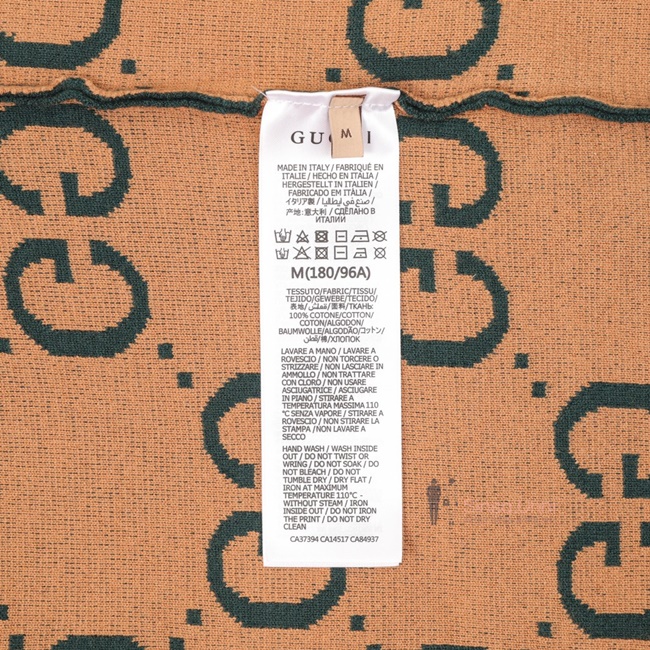 GUCCI
M
MADE IN ITALY / FABRIQUÉ EN
ITALIE / HECHO EN ITALIA /
HERGESTELLT IN ITALIEN /
FABRICADO EM ITÀLIA /
イタリア製 / صنع في إيطاليا /
产地: 意大利 / СДЕЛАНО В
ИТАЛИИ
M(180/96A)
TESSUTO/FABRIC/TISSU/
TEJIDO/GEWEBE/TECIDO/
表地/قماش/面料/ТКАНЬ:
100% COTONE/COTTON/
COTON/ALGODON/
BAUMWOLLE/ALGODÃO/コットン/
قطن/棉/ХЛОПОК
LAVARE A MANO / LAVARE A
ROVESCIO / NON TORCERE O
STRIZZARE / NON LASCIARE IN
AMMOLLO / NON TRATTARE
CON CLORO / NON USARE
ASCIUGATRICE / ASCIUGARE
IN PIANO / STIRARE A
TEMPERATURA MASSIMA 110
°C SENZA VAPORE / STIRARE A
ROVESCIO / NON STIRARE LA
STAMPA / NON LAVARE A
SECCO
HAND WASH / WASH INSIDE
OUT / DO NOT TWIST OR
WRING / DO NOT SOAK / DO
NOT BLEACH / DO NOT
TUMBLE DRY / DRY FLAT /
IRON AT MAXIMUM
TEMPERATURE 110°C -
WITHOUT STEAM / IRON
INSIDE OUT / DO NOT IRON
THE PRINT / DO NOT DRY
CLEAN
CA37394 CA14517 CA84937